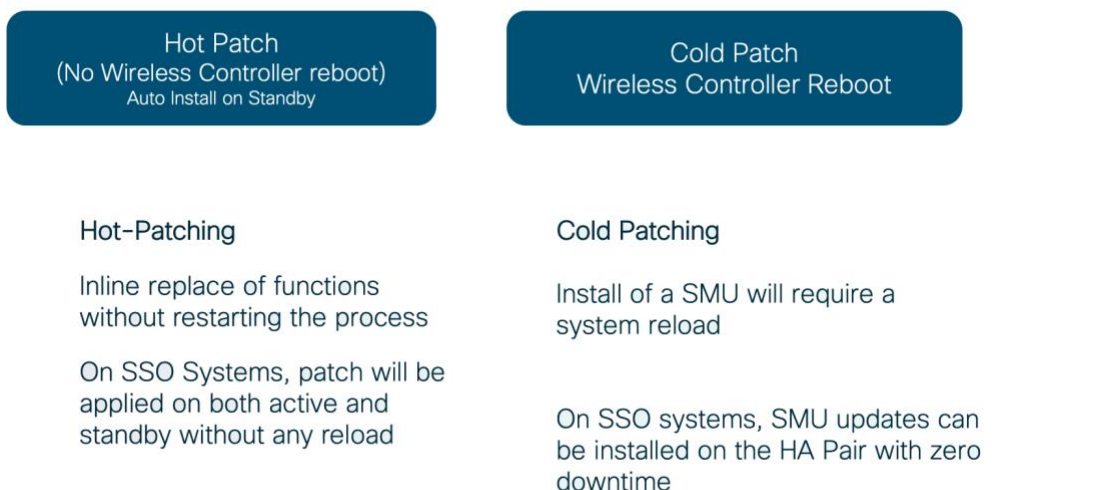 Hot Patch
(No Wireless Controller reboot)
Auto Install on Standby
Cold Patch
Wireless Controller Reboot
Hot-Patching
Inline replace of functions
without restarting the process
On SSO Systems, patch will be
applied on both active and
standby without any reload
Cold Patching
Install of a SMU will require a
system reload
On SSO systems, SMU updates can
be installed on the HA Pair with zero
downtime